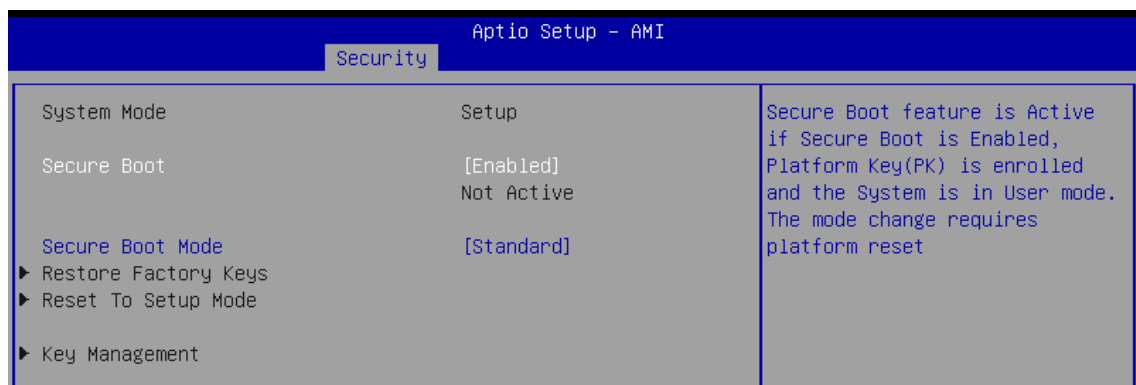 Aptio Setup – AMI
Security
System Mode Setup
Secure Boot [Enabled]
Not Active
Secure Boot Mode [Standard]
▶ Restore Factory Keys
▶ Reset To Setup Mode
▶ Key Management
Secure Boot feature is Active
if Secure Boot is Enabled,
Platform Key(PK) is enrolled
and the System is in User mode.
The mode change requires
platform reset